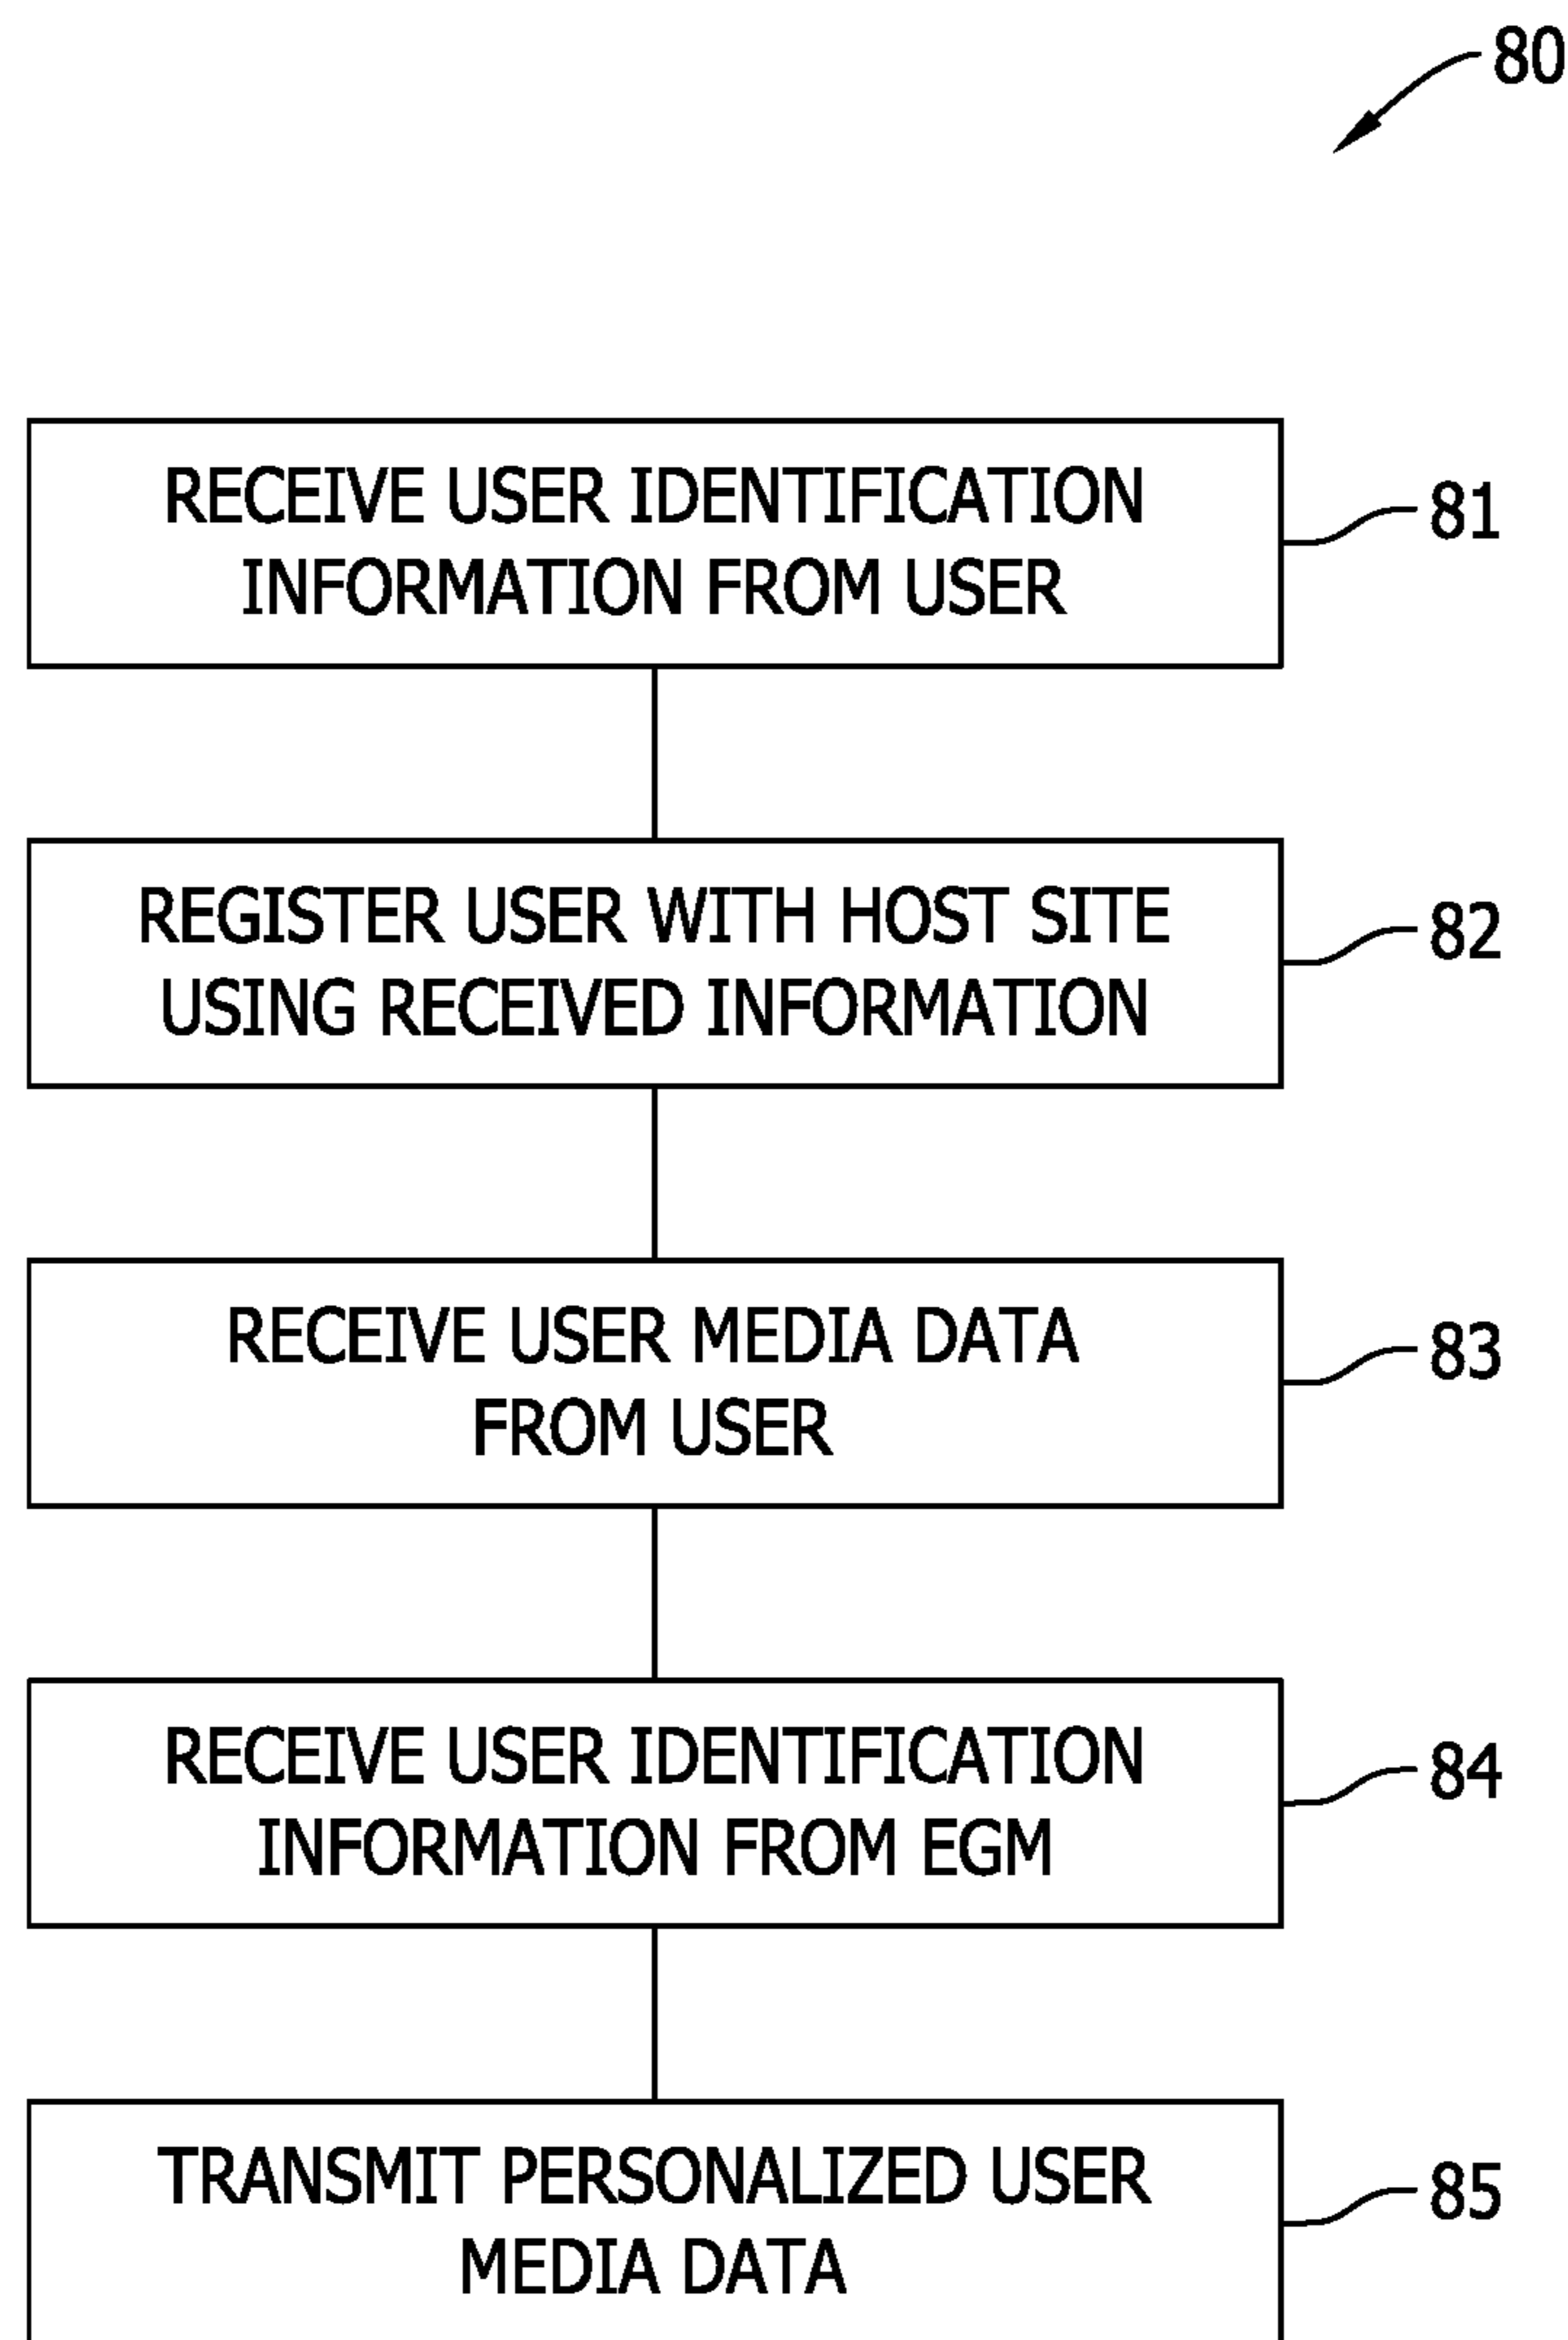 80
RECEIVE USER IDENTIFICATION
INFORMATION FROM USER
81
REGISTER USER WITH HOST SITE
USING RECEIVED INFORMATION
82
RECEIVE USER MEDIA DATA
FROM USER
83
RECEIVE USER IDENTIFICATION
INFORMATION FROM EGM
84
TRANSMIT PERSONALIZED USER
MEDIA DATA
85